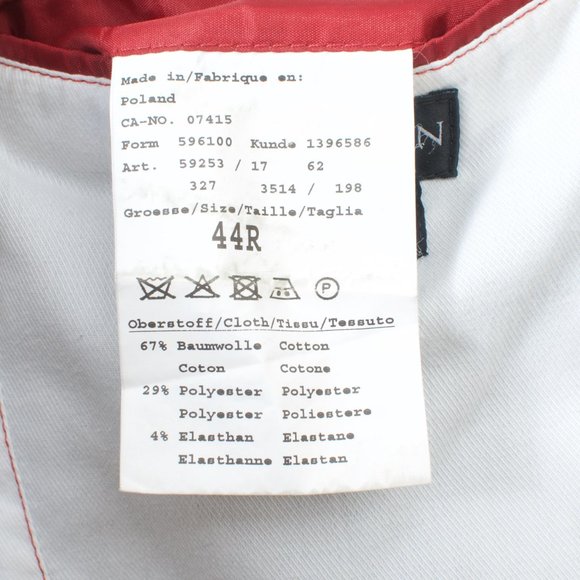 Made in/Fabrique en:
Poland
CA-NO. 07415
Form 596100 Kunde 1396586
Art. 59253 / 17 62
327 3514 / 198
Groesse/Size/Taille/Taglia
44R
P
Oberstoff/Cloth/Tissu/Tessuto
67% Baumwolle Cotton
Coton Cotone
29% Polyester Polyester
Polyester Poliestere
4% Elasthan Elastane
Elasthanne Elastan